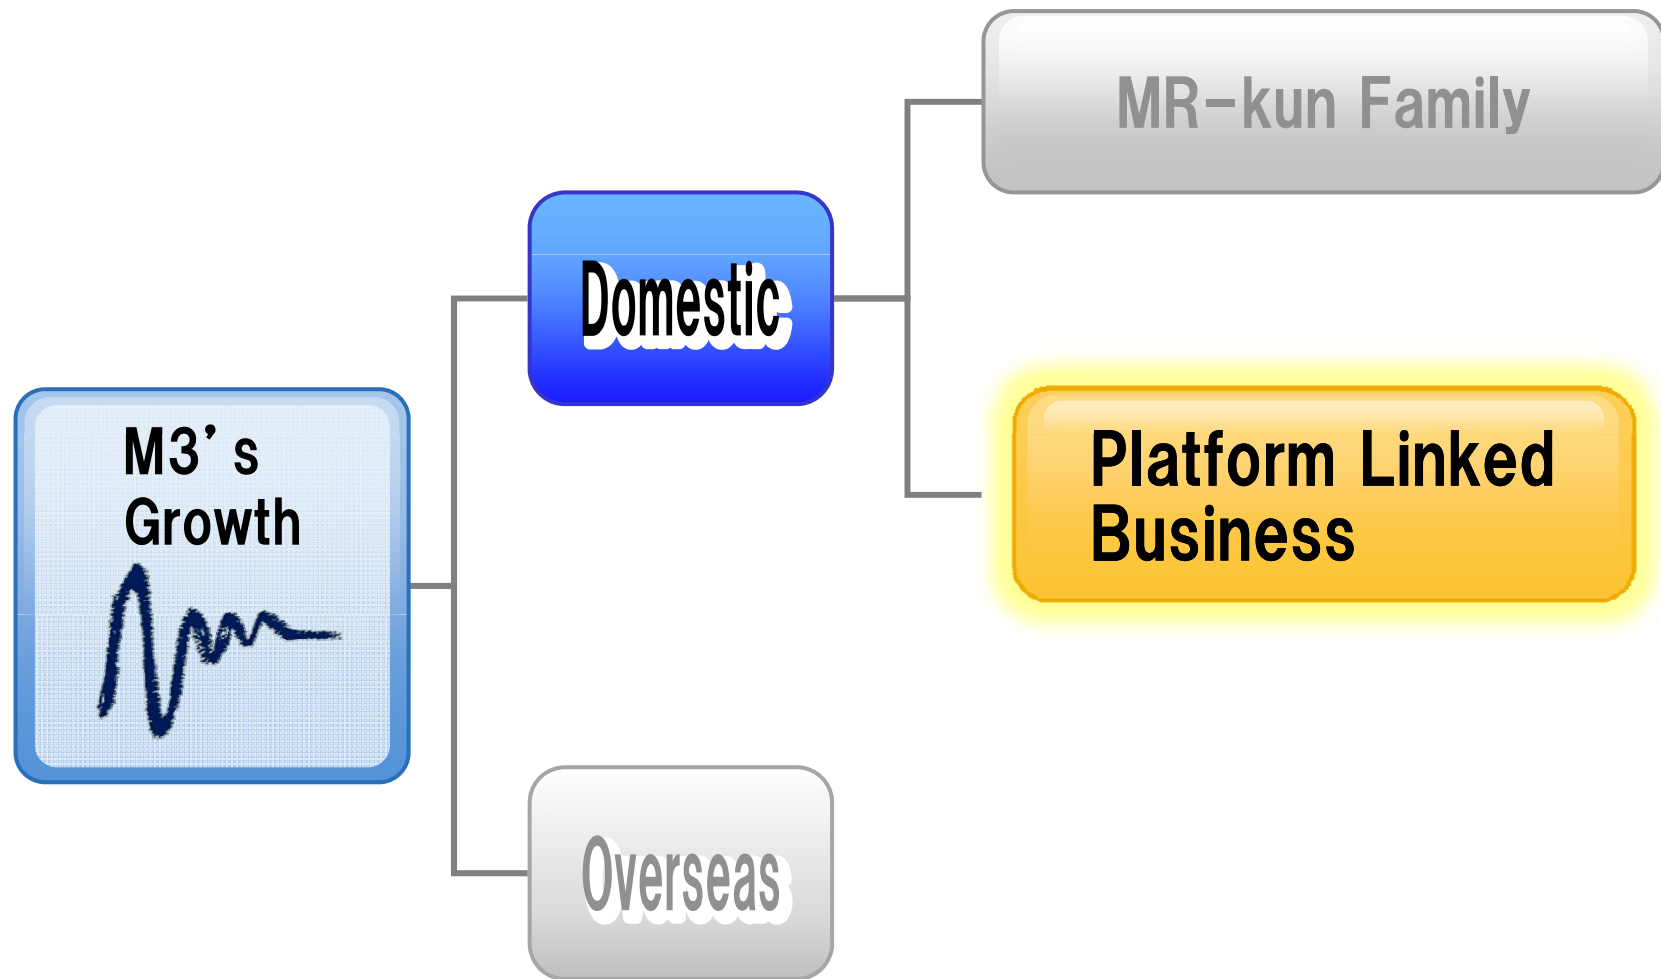 MR-kun Family
Domestic
M3's
Growth
Platform Linked
Business
Overseas